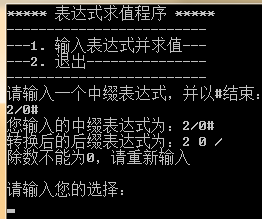 ***** 表达式求值程序 *****
-------------------------
---1. 输入表达式并求值---
---2. 退出---------------
-------------------------
请输入一个中缀表达式，并以#结束：
2/0#
您输入的中缀表达式为：2/0#
转换后的后缀表达式为：2 0 /
除数不能为0，请重新输入
请输入您的选择：